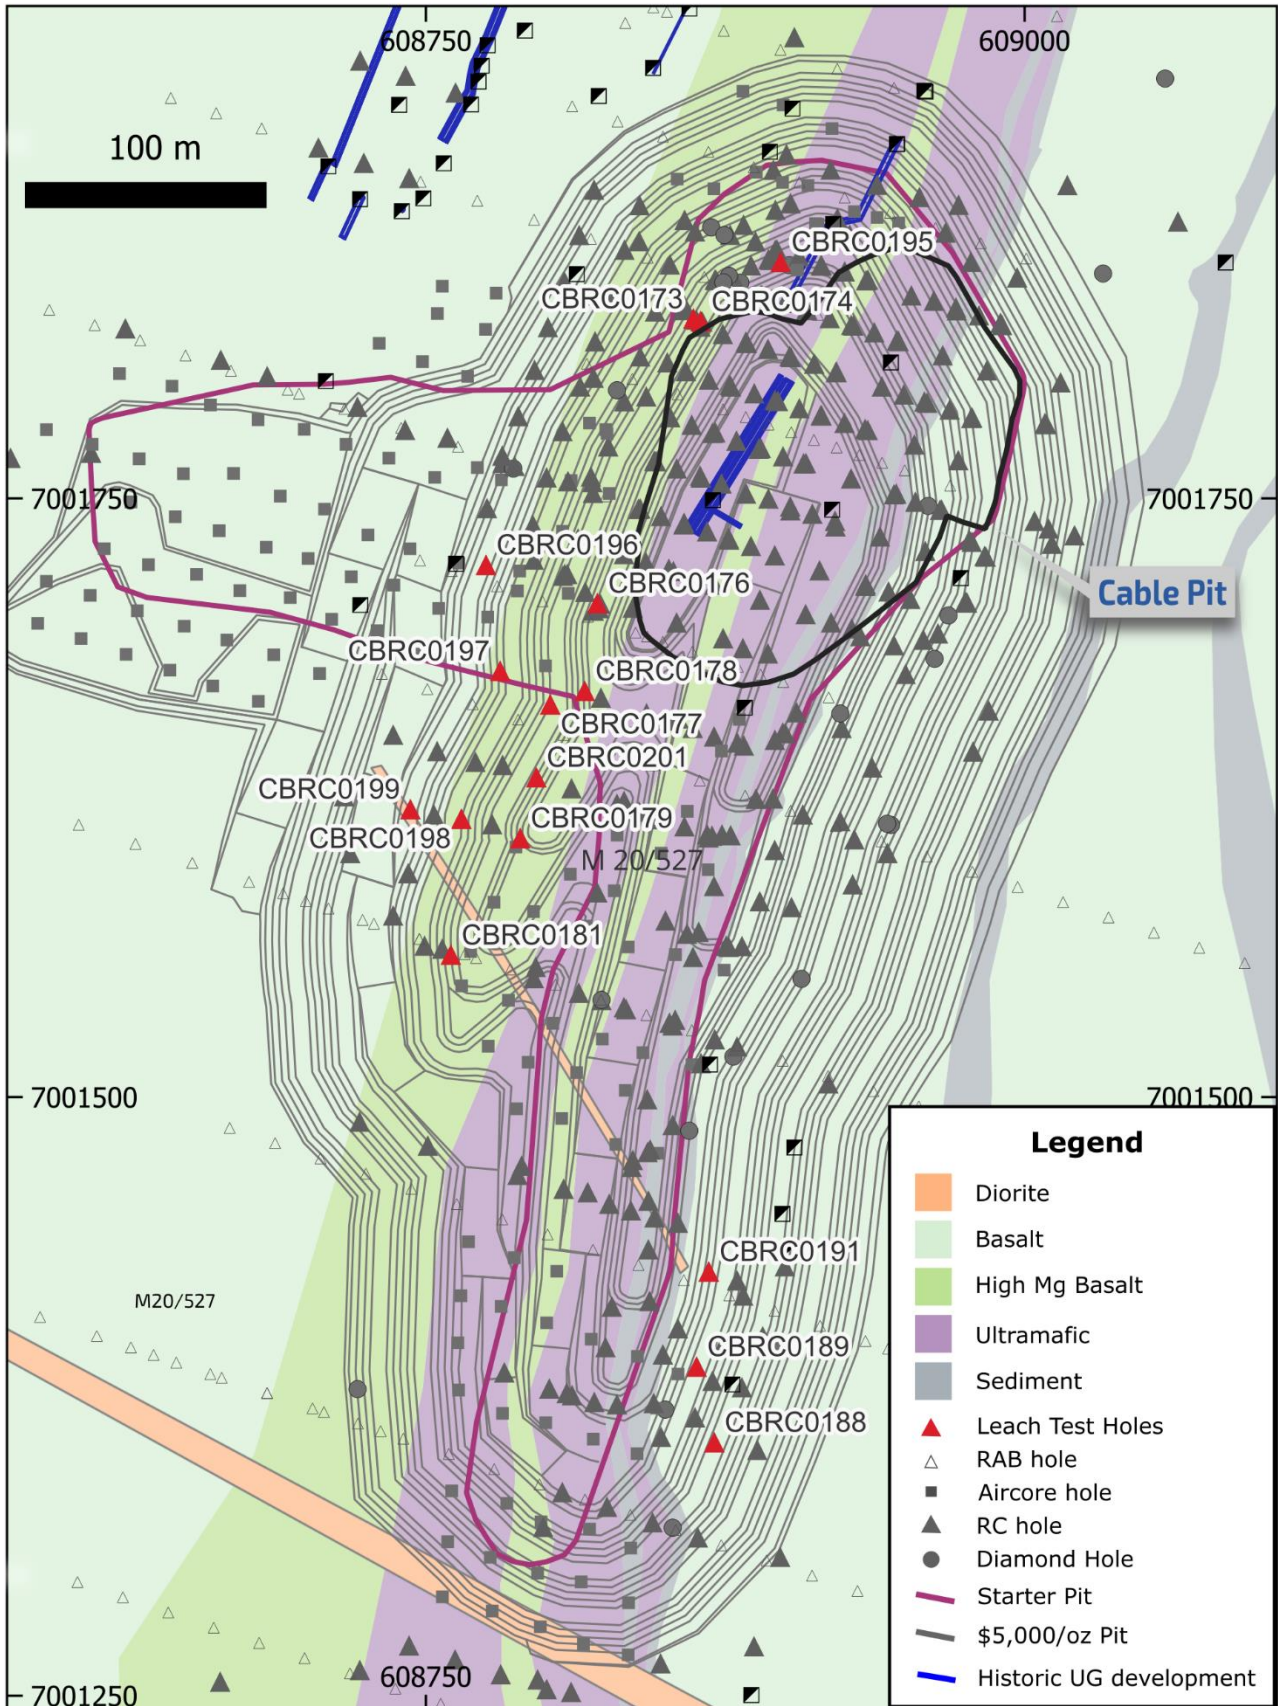 608750
609000
100 m
CBRC0195
CBRC0173
CBRC0174
7001750
7001750
CBRC0196
CBRC0176
Cable Pit
CBRC0197
CBRC0178
CBRC0177
CBRC0201
CBRC0199
CBRC0179
CBRC0198
M 20/527
CBRC0181
7001500
7001500
Legend
Diorite
Basalt
High Mg Basalt
Ultramafic
Sediment
Leach Test Holes
RAB hole
Aircore hole
RC hole
Diamond Hole
Starter Pit
$5,000/oz Pit
Historic UG development
CBRC0191
M20/527
CBRC0189
CBRC0188
608750
7001250